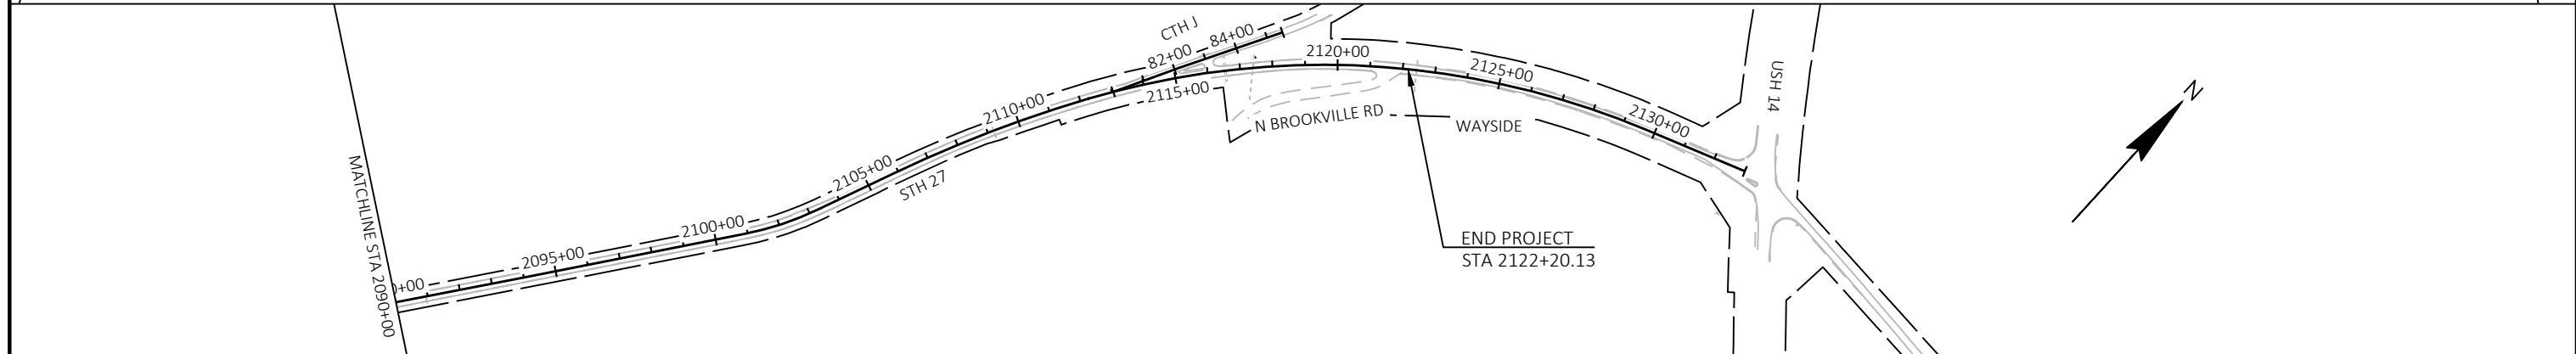 MATCHLINE STA 2090+00
0+00
2095+00
2100+00
2105+00
STH 27
2110+00
CTH J
82+00
84+00
2115+00
2120+00
N BROOKVILLE RD
WAYSIDE
2125+00
2130+00
USH 14
END PROJECT
STA 2122+20.13
N